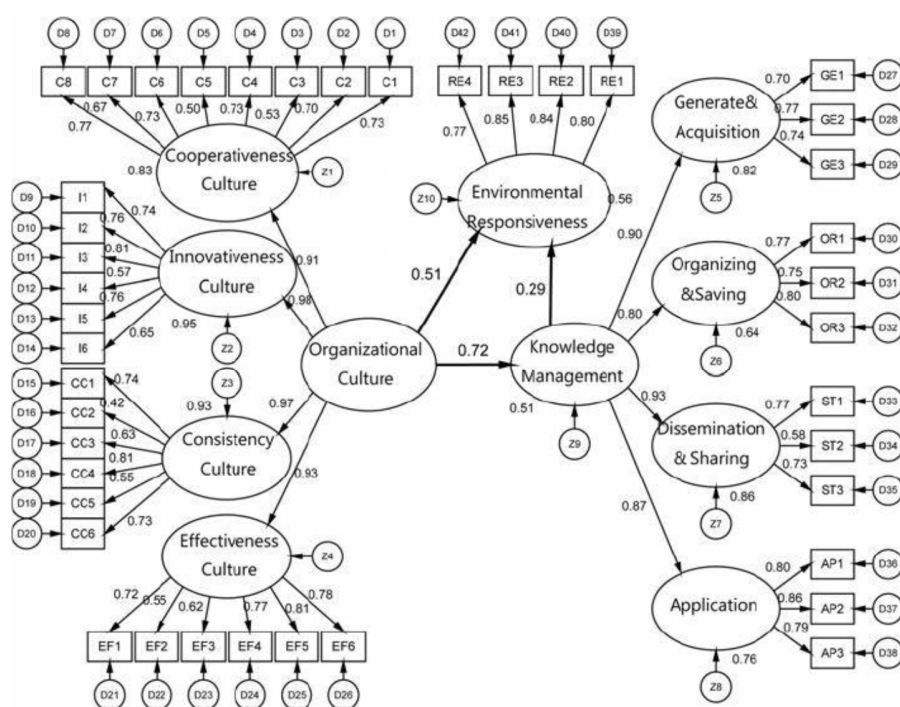 D8 D7 D6 D5 D4 D3 D2 D1
D42 D41 D40 D39
C8 C7 C6 C5 C4 C3 C2 C1
RE4 RE3 RE2 RE1
0.77 0.67 0.73 0.50 0.73 0.53 0.70 0.73
0.77 0.85 0.84 0.80
Cooperativeness
Culture
0.83
Z1
Environmental
Responsiveness
Z10
0.56
Generate&
Acquisition
0.82
Z5
0.70 GE1 D27
0.77 GE2 D28
0.74 GE3 D29
D9 I1 0.74
D10 I2 0.76
D11 I3 0.81
D12 I4 0.57
D13 I5 0.76
D14 I6 0.65
Innovativeness
Culture
0.95
Z2
0.91
0.98
0.51
0.29
0.90
0.80
Organizing
&Saving
0.64
Z6
0.77 OR1 D30
0.75 OR2 D31
0.80 OR3 D32
Organizational
Culture
0.72
Knowledge
Management
0.51
Z9
D15 CC1 0.74
D16 CC2 0.42
D17 CC3 0.63
D18 CC4 0.81
D19 CC5 0.55
D20 CC6 0.73
Z3
0.93
Consistency
Culture
0.97
0.93
0.93
0.87
Dissemination
& Sharing
0.86
Z7
0.77 ST1 D33
0.58 ST2 D34
0.73 ST3 D35
Effectiveness
Culture
Z4
0.72 0.55 0.62 0.77 0.81 0.78
EF1 EF2 EF3 EF4 EF5 EF6
D21 D22 D23 D24 D25 D26
Application
0.76
Z8
0.80 AP1 D36
0.86 AP2 D37
0.79 AP3 D38